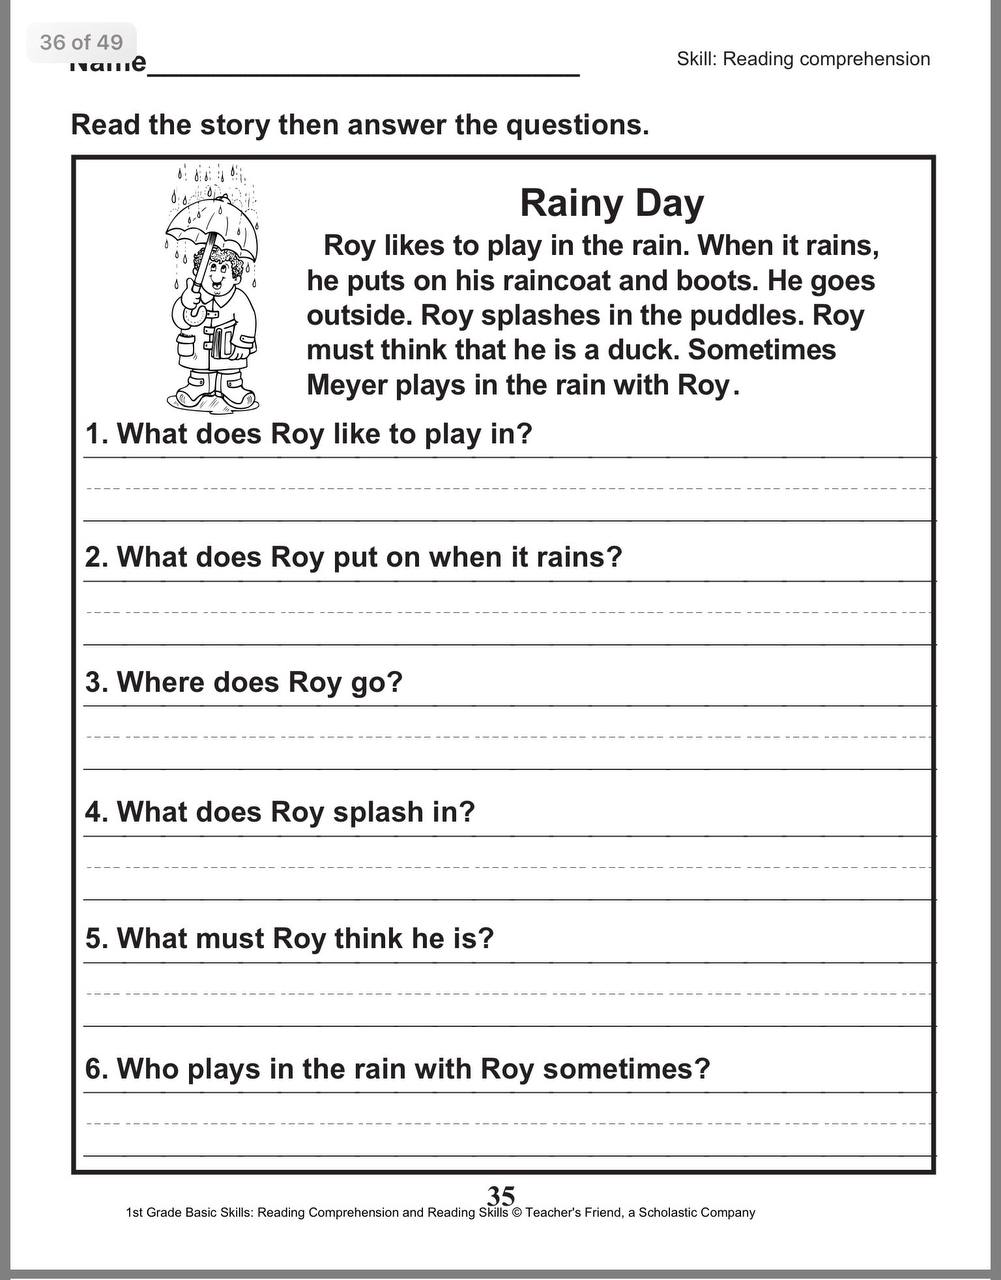 36 of 49
Name
Skill: Reading comprehension
Read the story then answer the questions.
Rainy Day
Roy likes to play in the rain. When it rains,
he puts on his raincoat and boots. He goes
outside. Roy splashes in the puddles. Roy
must think that he is a duck. Sometimes
Meyer plays in the rain with Roy.
1. What does Roy like to play in?
2. What does Roy put on when it rains?
3. Where does Roy go?
4. What does Roy splash in?
5. What must Roy think he is?
6. Who plays in the rain with Roy sometimes?
35
1st Grade Basic Skills: Reading Comprehension and Reading Skills © Teacher's Friend, a Scholastic Company